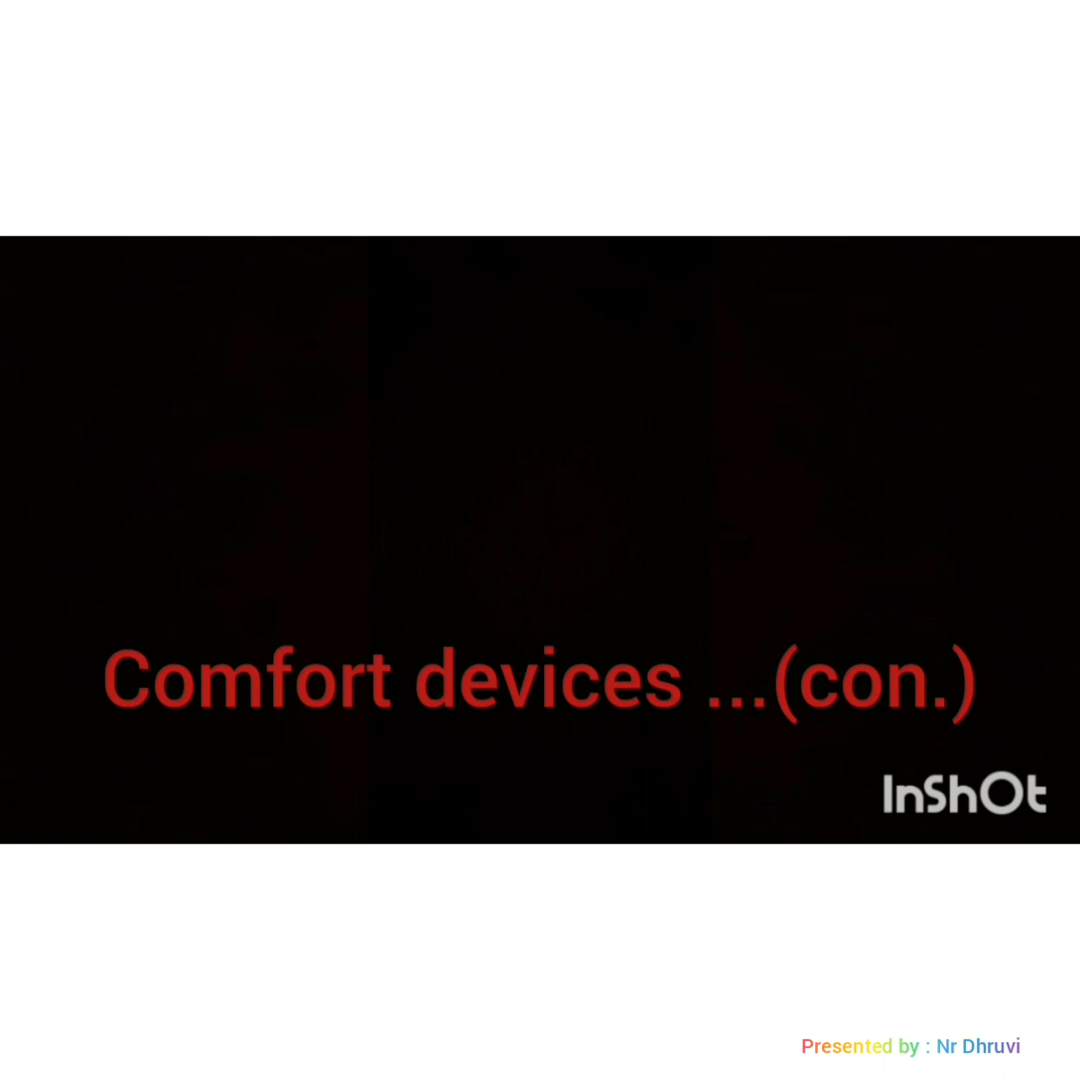 Comfort devices ...(con.)
InShOt
Presented by : Nr Dhruvi